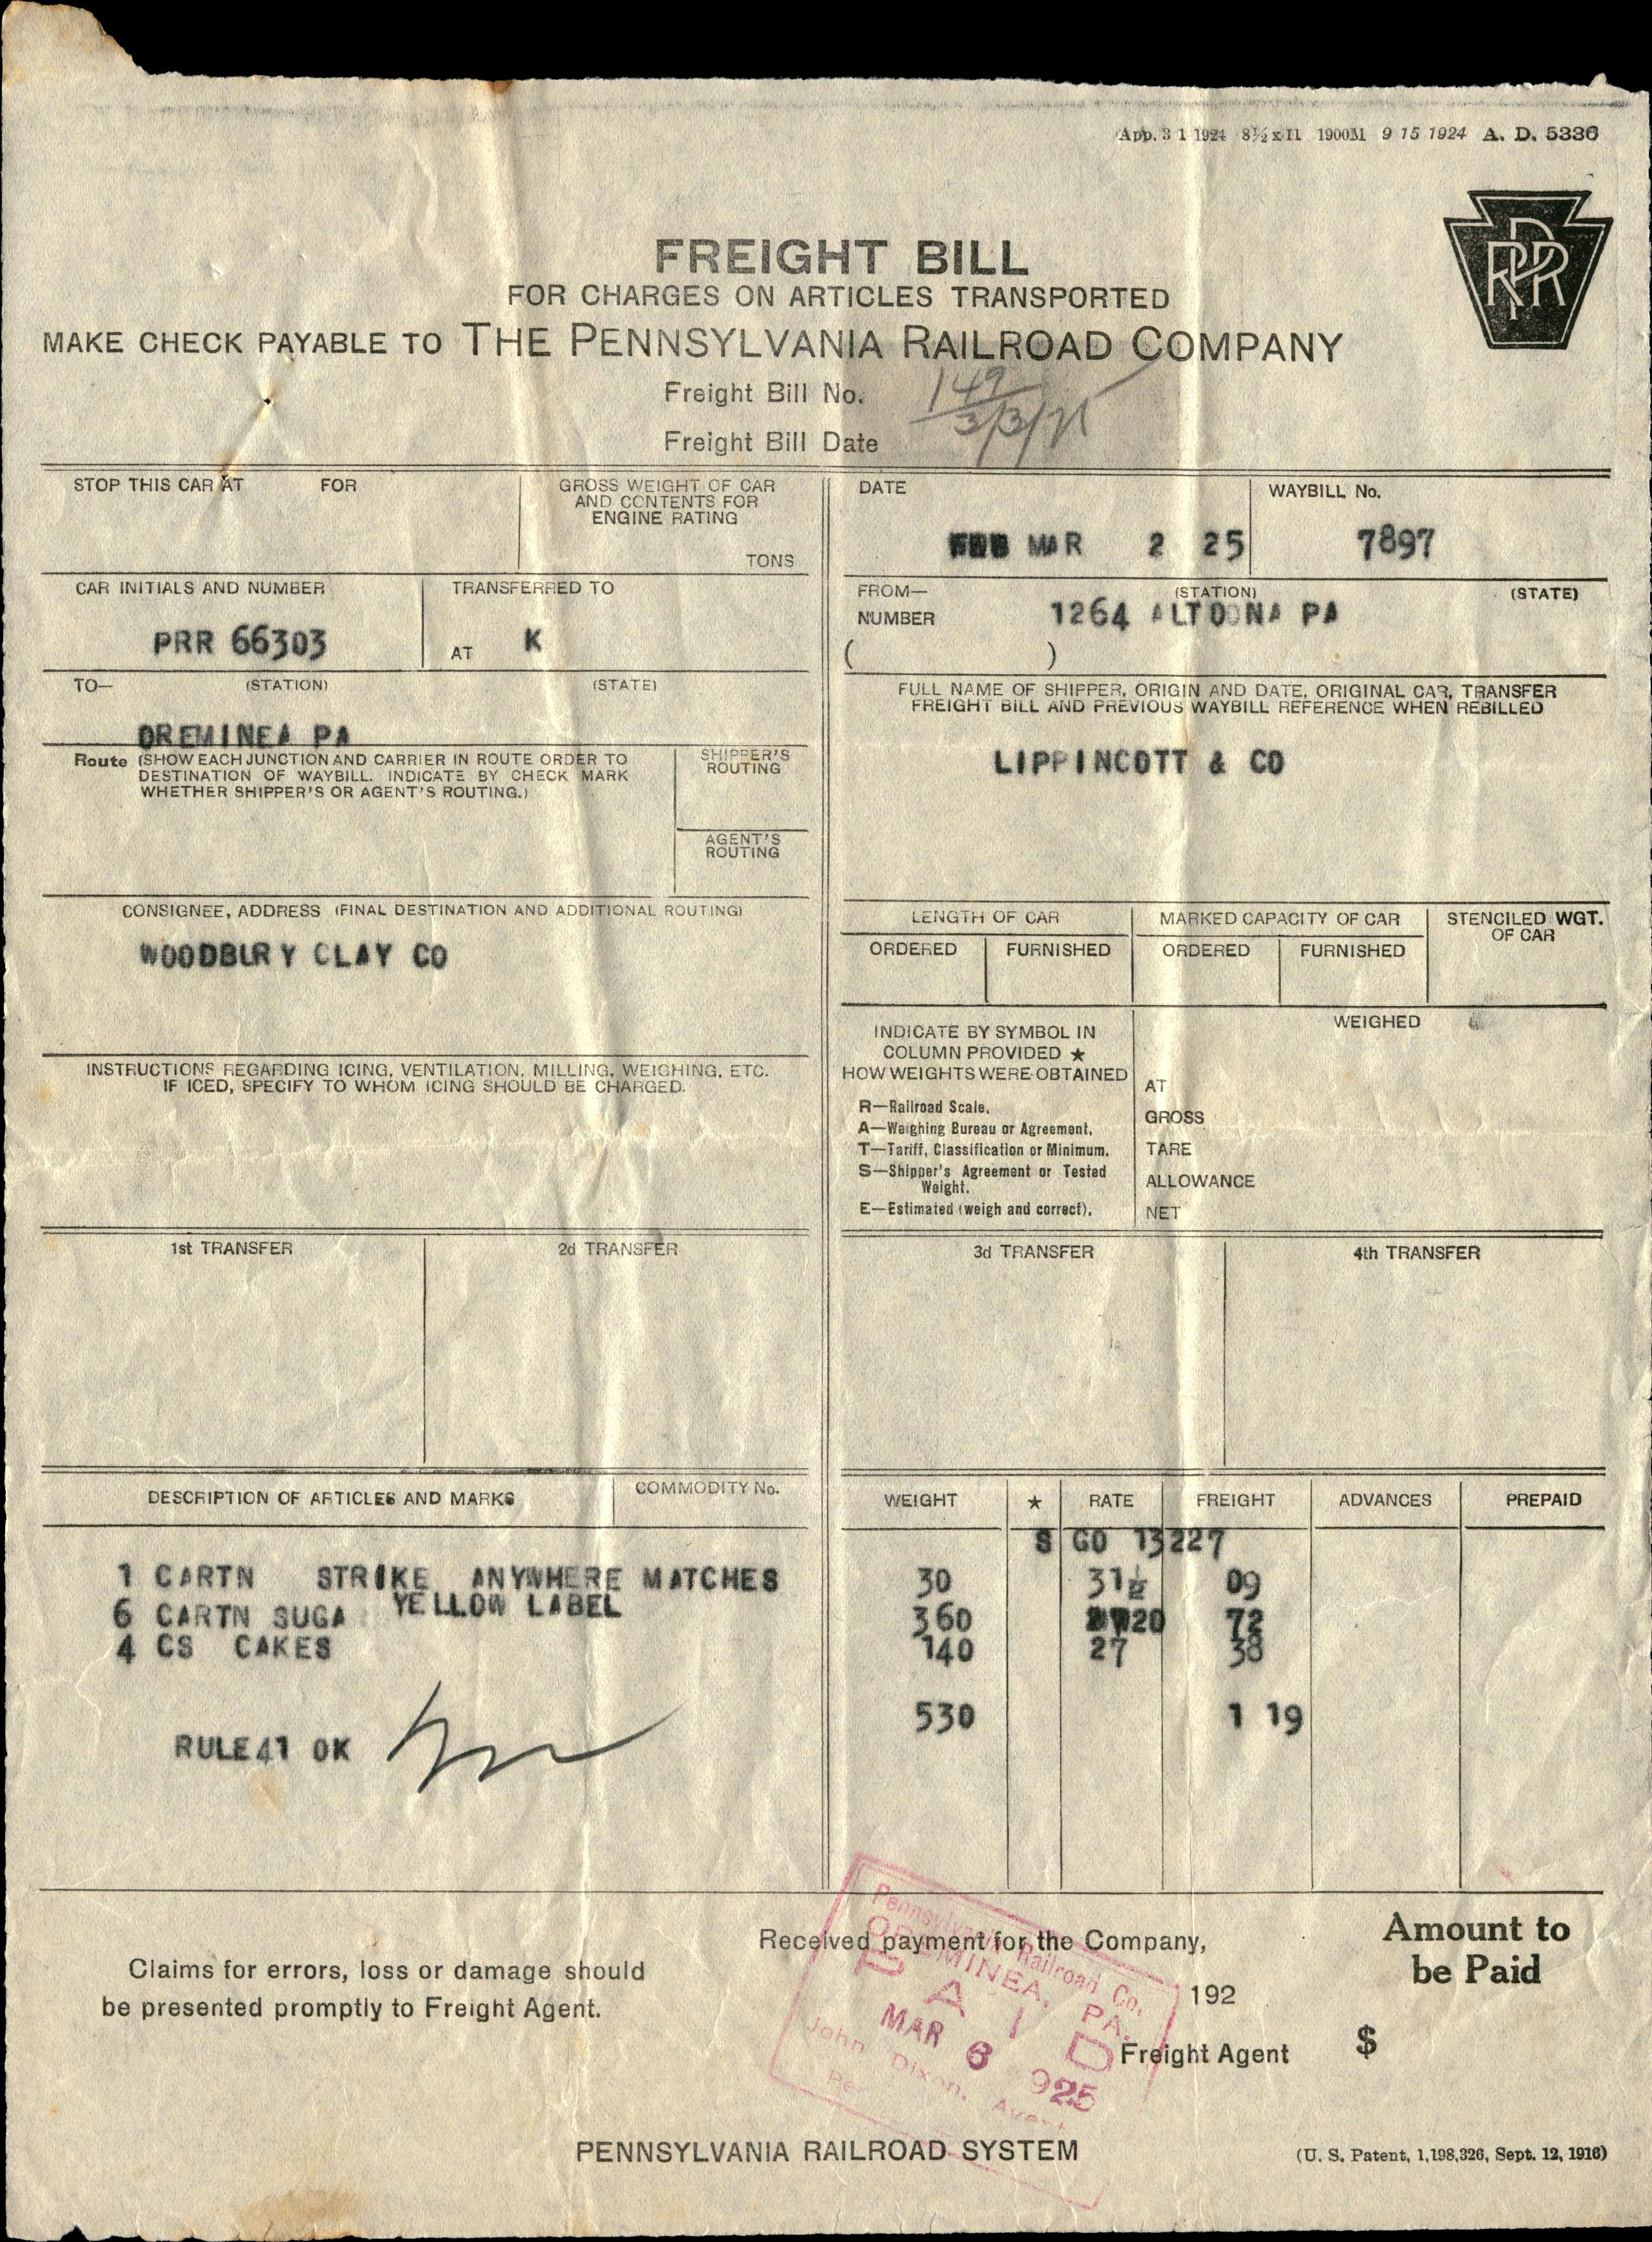 App. 3 1 1924 8½x11 1900M 9 15 1924 A. D. 5336
PRR
FREIGHT BILL
FOR CHARGES ON ARTICLES TRANSPORTED
MAKE CHECK PAYABLE TO THE PENNSYLVANIA RAILROAD COMPANY
Freight Bill No. 149
Freight Bill Date 3/3/
STOP THIS CAR AT FOR
GROSS WEIGHT OF CAR
AND CONTENTS FOR
ENGINE RATING
TONS
CAR INITIALS AND NUMBER
PRR 66303
TRANSFERRED TO
AT K
TO— (STATION) (STATE)
OREMINEA PA
Route (SHOW EACH JUNCTION AND CARRIER IN ROUTE ORDER TO
DESTINATION OF WAYBILL. INDICATE BY CHECK MARK
WHETHER SHIPPER'S OR AGENT'S ROUTING.)
SHIPPER'S
ROUTING
AGENT'S
ROUTING
CONSIGNEE, ADDRESS (FINAL DESTINATION AND ADDITIONAL ROUTING)
WOODBURY CLAY CO
INSTRUCTIONS REGARDING ICING, VENTILATION, MILLING, WEIGHING, ETC.
IF ICED, SPECIFY TO WHOM ICING SHOULD BE CHARGED.
DATE
MAR 2 25
WAYBILL No.
7897
FROM— (STATION) (STATE)
NUMBER 1264 ALTOONA PA
( )
FULL NAME OF SHIPPER, ORIGIN AND DATE, ORIGINAL CAR, TRANSFER
FREIGHT BILL AND PREVIOUS WAYBILL REFERENCE WHEN REBILLED
LIPPINCOTT & CO
LENGTH OF CAR
ORDERED FURNISHED
MARKED CAPACITY OF CAR
ORDERED FURNISHED
STENCILED WGT.
OF CAR
INDICATE BY SYMBOL IN
COLUMN PROVIDED ★
HOW WEIGHTS WERE OBTAINED
R—Railroad Scale.
A—Weighing Bureau or Agreement.
T—Tariff, Classification or Minimum.
S—Shipper's Agreement or Tested
Weight.
E—Estimated (weigh and correct).
WEIGHED
AT
GROSS
TARE
ALLOWANCE
NET
1st TRANSFER 2d TRANSFER 3d TRANSFER 4th TRANSFER
DESCRIPTION OF ARTICLES AND MARKS COMMODITY No. WEIGHT ★ RATE FREIGHT ADVANCES PREPAID
S GO 13227
1 CARTN STRIKE ANYWHERE MATCHES 30 31½ 09
YELLOW LABEL
6 CARTN SUGA 360 20 72
4 CS CAKES 140 27 38
530 1 19
RULE 41 OK
Claims for errors, loss or damage should
be presented promptly to Freight Agent.
Received payment for the Company,
192
Freight Agent
Amount to
be Paid
$
Pennsylvania Railroad Co.
OREMINEA, PA.
PAID
MAR 6 925
John Dixon, Agent
Per
PENNSYLVANIA RAILROAD SYSTEM
(U. S. Patent, 1,198,326, Sept. 12, 1916)